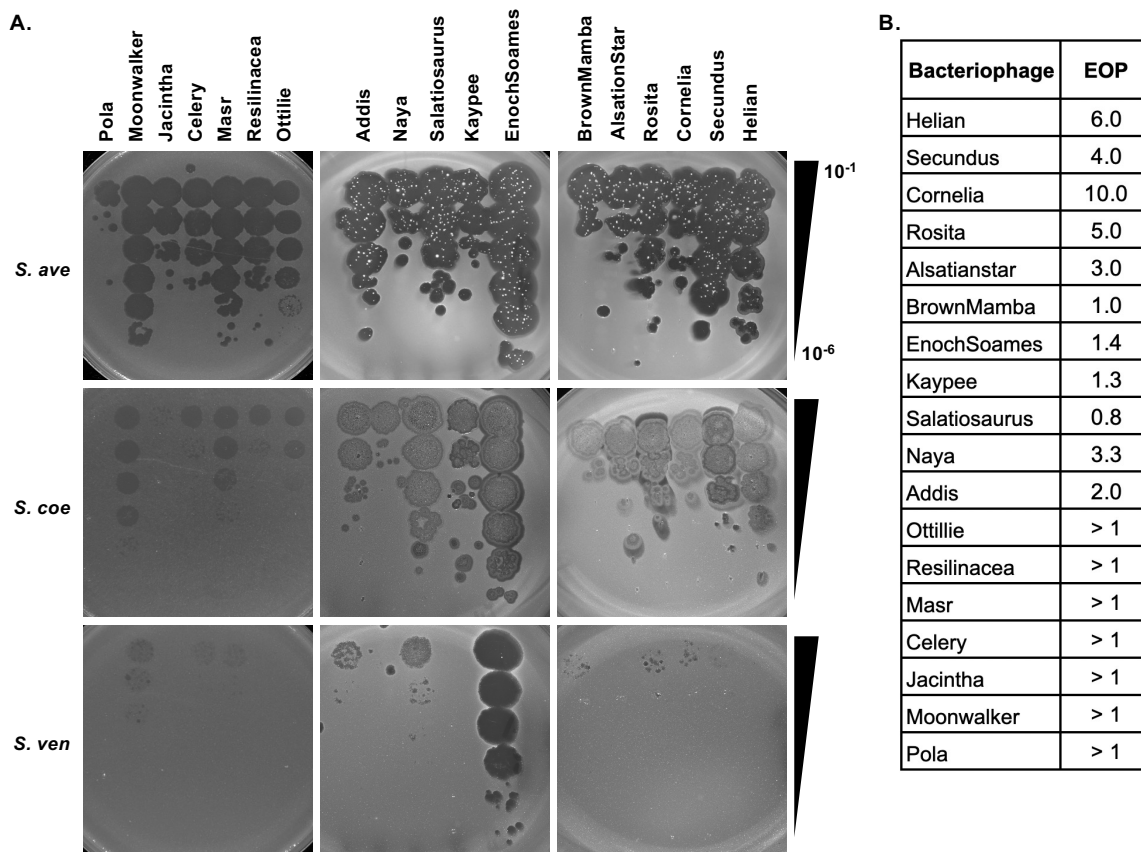 A.
Pola
Moonwalker
Jacintha
Celery
Masr
Resilinacea
Ottilie
Addis
Naya
Salatiosaurus
Kaypee
EnochSoames
BrownMamba
AlsationStar
Rosita
Cornelia
Secundus
Helian
S. ave
10-1
10-6
S. coe
S. ven
B.
Bacteriophage EOP
Helian 6.0
Secundus 4.0
Cornelia 10.0
Rosita 5.0
Alsatianstar 3.0
BrownMamba 1.0
EnochSoames 1.4
Kaypee 1.3
Salatiosaurus 0.8
Naya 3.3
Addis 2.0
Ottillie > 1
Resilinacea > 1
Masr > 1
Celery > 1
Jacintha > 1
Moonwalker > 1
Pola > 1